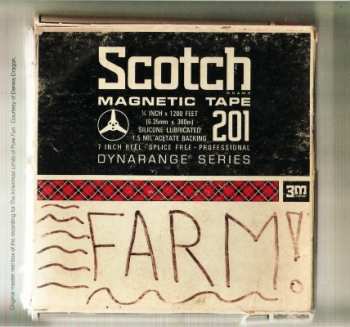 Scotch
BRAND
MAGNETIC TAPE
¼ INCH x 1200 FEET
(6.35mm x 360m)
SILICONE LUBRICATED
1.5 MIL ACETATE BACKING
201
7 INCH REEL - SPLICE FREE - PROFESSIONAL
DYNARANGE SERIES
3M
FARM!